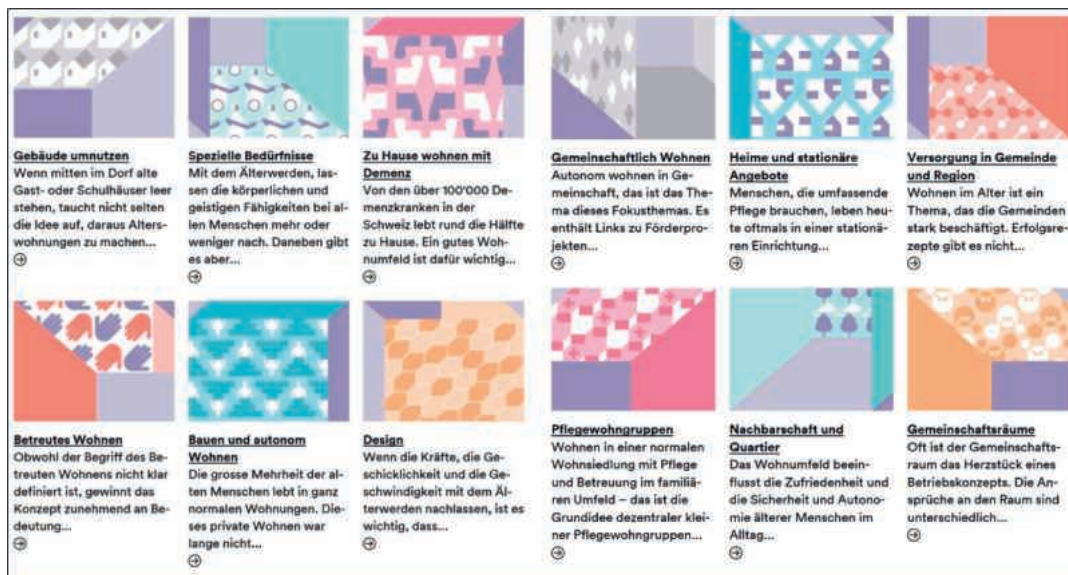 Gebäude umnutzen
Wenn mitten im Dorf alte
Gast- oder Schulhäuser leer
stehen, taucht nicht selten
die Idee auf, daraus Alters-
wohnungen zu machen...
Spezielle Bedürfnisse
Mit dem Älterwerden, las-
sen die körperlichen und
geistigen Fähigkeiten bei al-
len Menschen mehr oder
weniger nach. Daneben gibt
es aber...
Zu Hause wohnen mit
Demenz
Von den über 100'000 De-
menzkranken in der
Schweiz lebt rund die Hälfte
zu Hause. Ein gutes Woh-
numfeld ist dafür wichtig...
Gemeinschaftlich Wohnen
Autonom wohnen in Ge-
meinschaft, das ist das The-
ma dieses Fokusthemas. Es
enthält Links zu Förderpro-
jekten...
Heime und stationäre
Angebote
Menschen, die umfassende
Pflege brauchen, leben heu-
te oftmals in einer stationä-
ren Einrichtung...
Versorgung in Gemeinde
und Region
Wohnen im Alter ist ein
Thema, das die Gemeinden
stark beschäftigt. Erfolgsre-
zepte gibt es nicht...
Betreutes Wohnen
Obwohl der Begriff des Be-
treuten Wohnens nicht klar
definiert ist, gewinnt das
Konzept zunehmend an Be-
deutung...
Bauen und autonom
Wohnen
Die grosse Mehrheit der al-
ten Menschen lebt in ganz
normalen Wohnungen. Die-
ses private Wohnen war
lange nicht...
Design
Wenn die Kräfte, die Ge-
schicklichkeit und die Ge-
schwindigkeit mit dem Äl-
terwerden nachlassen, ist es
wichtig, dass...
Pflegewohngruppen
Wohnen in einer normalen
Wohnsiedlung mit Pflege
und Betreuung im familiä-
ren Umfeld – das ist die
Grundidee dezentraler klei-
ner Pflegewohngruppen...
Nachbarschaft und
Quartier
Das Wohnumfeld beein-
flusst die Zufriedenheit und
die Sicherheit und Autono-
mie älterer Menschen im
Alltag...
Gemeinschaftsräume
Oft ist der Gemeinschafts-
raum das Herzstück eines
Betriebskonzepts. Die An-
sprüche an den Raum sind
unterschiedlich...